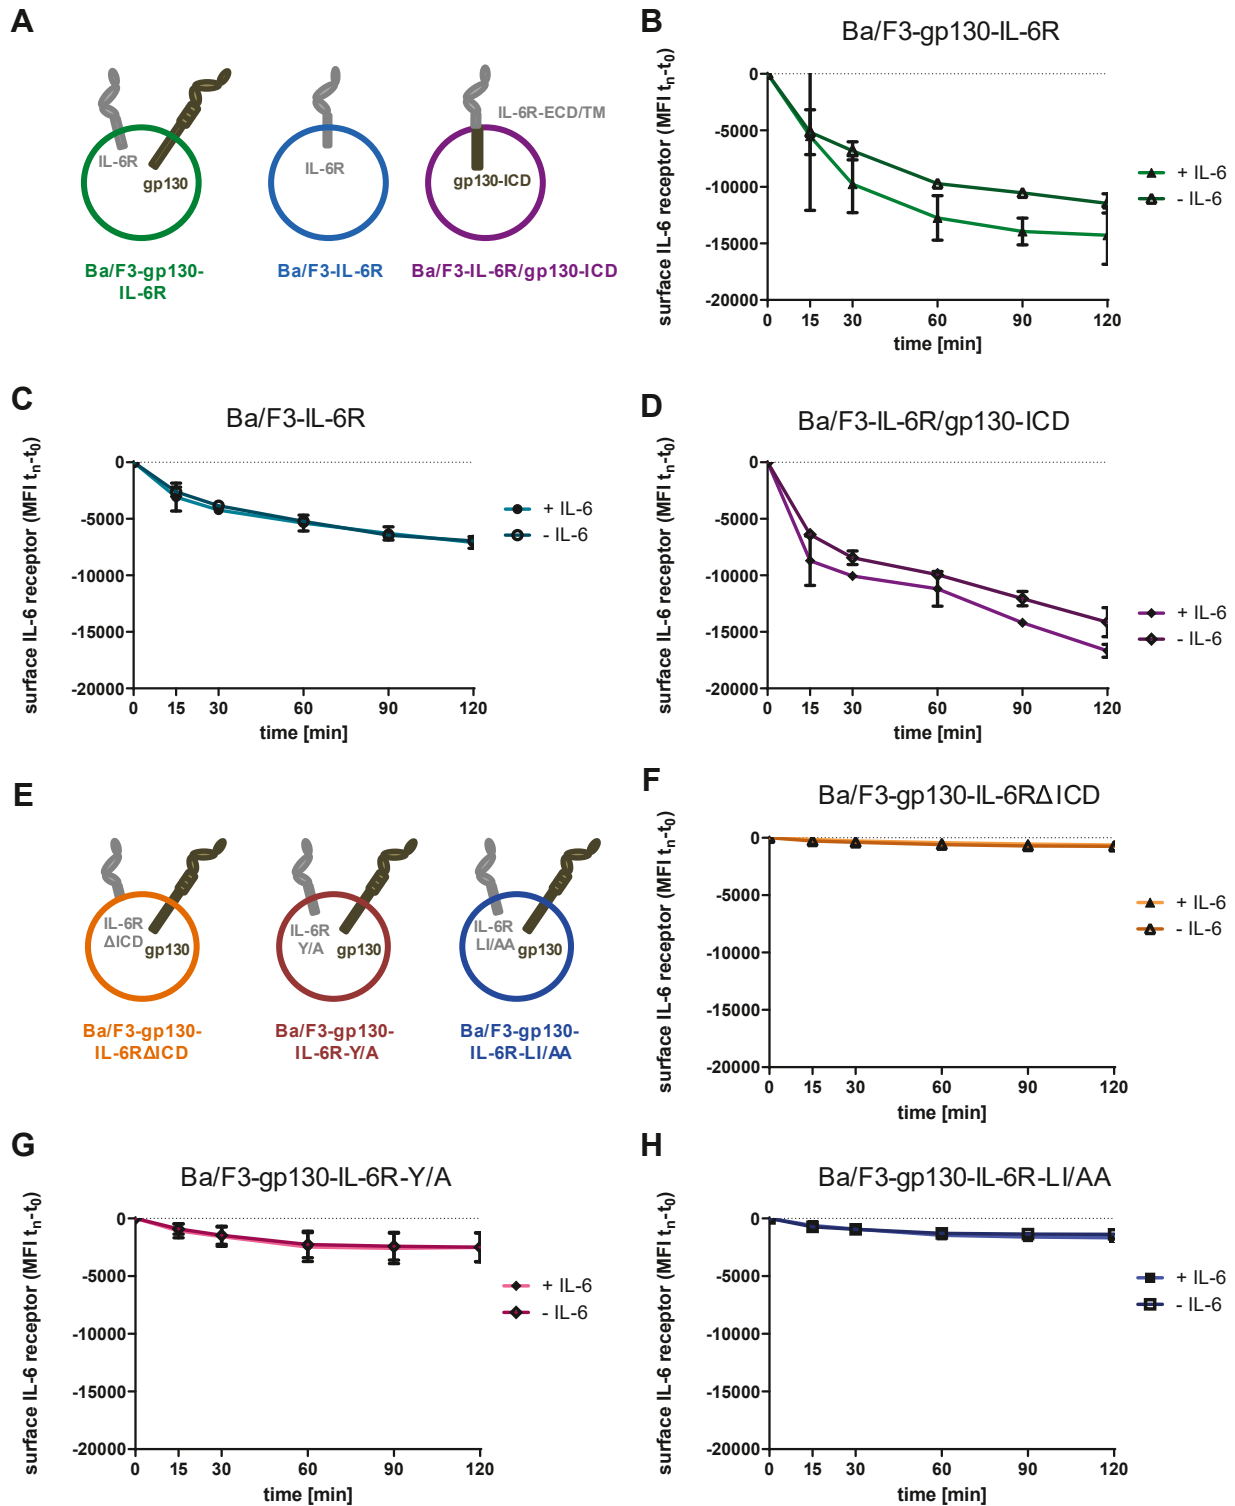 A
IL-6R
gp130
Ba/F3-gp130-
IL-6R
IL-6R
Ba/F3-IL-6R
IL-6R-ECD/TM
gp130-ICD
Ba/F3-IL-6R/gp130-ICD
B
Ba/F3-gp130-IL-6R
surface IL-6 receptor (MFI tn-t0)
0
-5000
-10000
-15000
-20000
0 15 30 60 90 120
time [min]
+ IL-6
- IL-6
C
Ba/F3-IL-6R
surface IL-6 receptor (MFI tn-t0)
0
-5000
-10000
-15000
-20000
0 15 30 60 90 120
time [min]
+ IL-6
- IL-6
D
Ba/F3-IL-6R/gp130-ICD
surface IL-6 receptor (MFI tn-t0)
0
-5000
-10000
-15000
-20000
0 15 30 60 90 120
time [min]
+ IL-6
- IL-6
E
IL-6R
ΔICD
gp130
Ba/F3-gp130-
IL-6RΔICD
IL-6R
Y/A
gp130
Ba/F3-gp130-
IL-6R-Y/A
IL-6R
LI/AA
gp130
Ba/F3-gp130-
IL-6R-LI/AA
F
Ba/F3-gp130-IL-6RΔICD
surface IL-6 receptor (MFI tn-t0)
0
-5000
-10000
-15000
-20000
0 15 30 60 90 120
time [min]
+ IL-6
- IL-6
G
Ba/F3-gp130-IL-6R-Y/A
surface IL-6 receptor (MFI tn-t0)
0
-5000
-10000
-15000
-20000
0 15 30 60 90 120
time [min]
+ IL-6
- IL-6
H
Ba/F3-gp130-IL-6R-LI/AA
surface IL-6 receptor (MFI tn-t0)
0
-5000
-10000
-15000
-20000
0 15 30 60 90 120
time [min]
+ IL-6
- IL-6